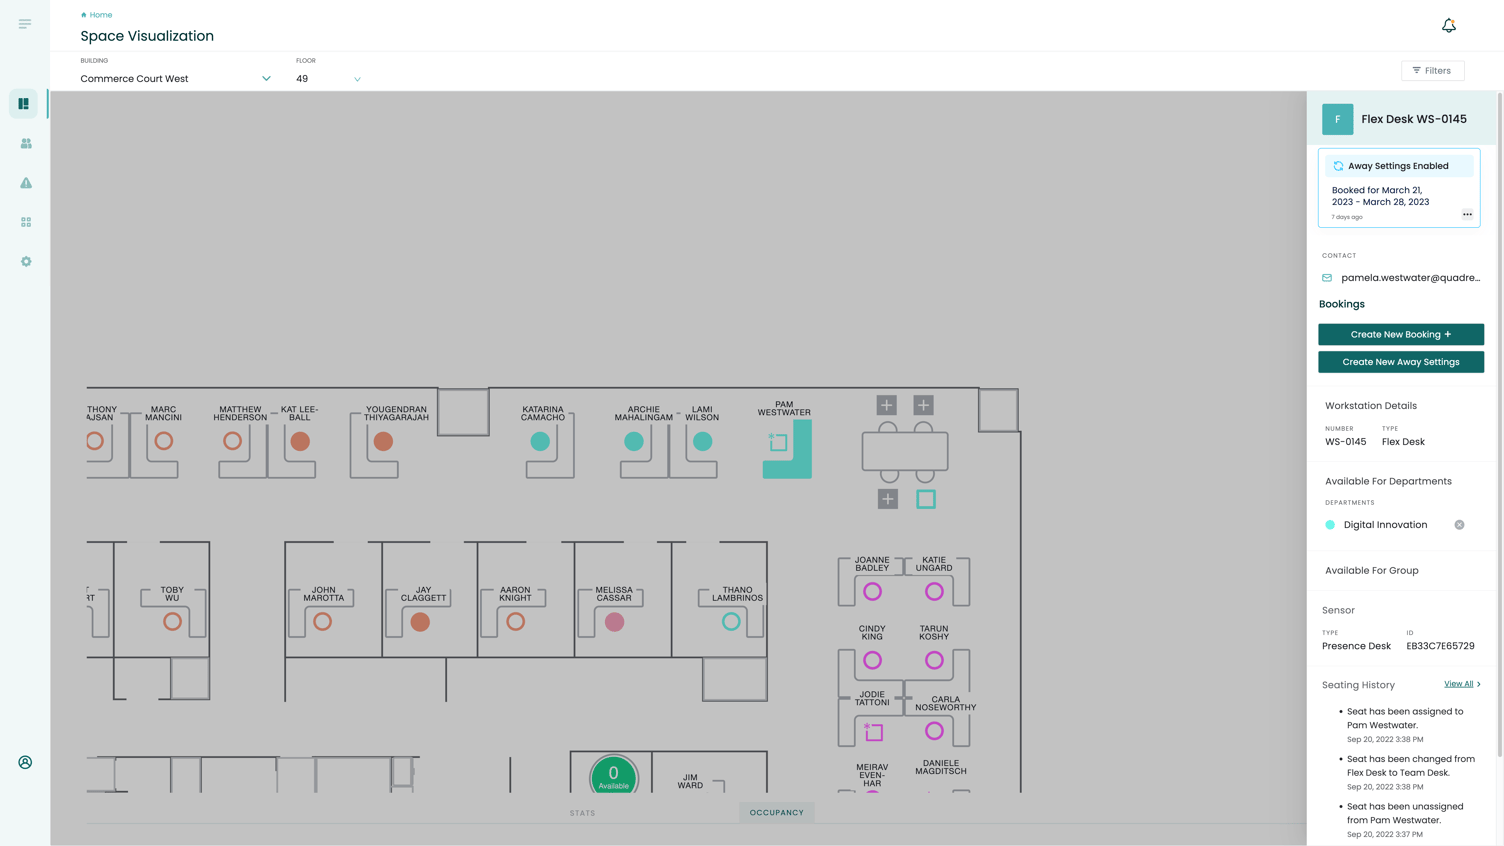 Home
Space Visualization
BUILDING
Commerce Court West
FLOOR
49
Filters
F
Flex Desk WS-0145
Away Settings Enabled
Booked for March 21,
2023 - March 28, 2023
7 days ago
CONTACT
pamela.westwater@quadre...
Bookings
Create New Booking +
Create New Away Settings
Workstation Details
NUMBER
TYPE
WS-0145
Flex Desk
Available For Departments
DEPARTMENTS
Digital Innovation
Available For Group
Sensor
TYPE
ID
Presence Desk
EB33C7E65729
Seating History
View All
Seat has been assigned to
Pam Westwater.
Sep 20, 2022 3:38 PM
Seat has been changed from
Flex Desk to Team Desk.
Sep 20, 2022 3:38 PM
Seat has been unassigned
from Pam Westwater.
Sep 20, 2022 3:37 PM
THONY
AJSAN
MARC
MANCINI
MATTHEW
HENDERSON
KAT LEE-
BALL
YOUGENDRAN
THIYAGARAJAH
KATARINA
CAMACHO
ARCHIE
MAHALINGAM
LAMI
WILSON
PAM
WESTWATER
T
RT
TOBY
WU
JOHN
MAROTTA
JAY
CLAGGETT
AARON
KNIGHT
MELISSA
CASSAR
THANO
LAMBRINOS
JOANNE
BADLEY
KATIE
UNGARD
CINDY
KING
TARUN
KOSHY
JODIE
TATTONI
CARLA
NOSEWORTHY
MEIRAV
EVEN-
HAR
DANIELE
MAGDITSCH
0
Available
JIM
WARD
STATS
OCCUPANCY